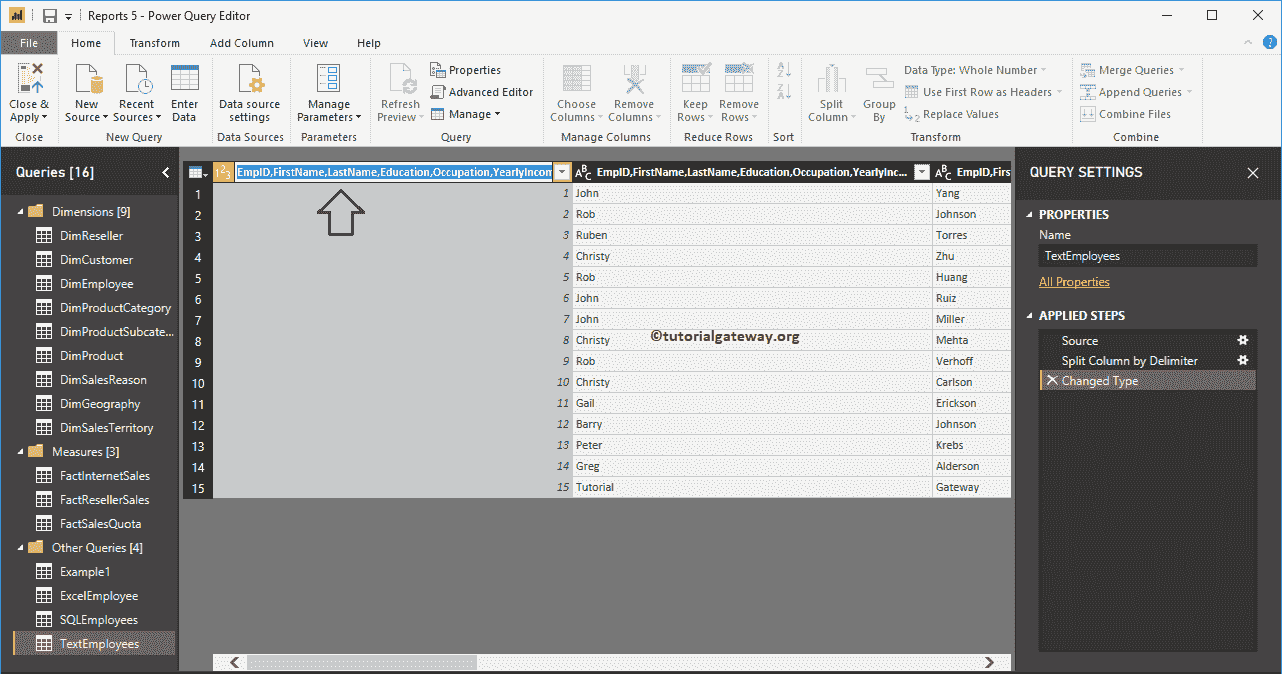 Reports 5 - Power Query Editor
File Home Transform Add Column View Help
Close & Apply
New Source
Recent Sources
Enter Data
Data source settings
Manage Parameters
Refresh Preview
Properties
Advanced Editor
Manage
Choose Columns
Remove Columns
Keep Rows
Remove Rows
Split Column
Group By
Data Type: Whole Number
Use First Row as Headers
Replace Values
Merge Queries
Append Queries
Combine Files
Close New Query Data Sources Parameters Query Manage Columns Reduce Rows Sort Transform Combine
Queries [16]
Dimensions [9]
DimReseller
DimCustomer
DimEmployee
DimProductCategory
DimProductSubcate...
DimProduct
DimSalesReason
DimGeography
DimSalesTerritory
Measures [3]
FactInternetSales
FactResellerSales
FactSalesQuota
Other Queries [4]
Example1
ExcelEmployee
SQLEmployees
TextEmployees
EmpID,FirstName,LastName,Education,Occupation,YearlyIncom EmpID,FirstName,LastName,Education,Occupation,YearlyInc... EmpID,Firs
1 1 John Yang
2 2 Rob Johnson
3 3 Ruben Torres
4 4 Christy Zhu
5 5 Rob Huang
6 6 John Ruiz
7 7 John Miller
8 8 Christy Mehta
9 9 Rob Verhoff
10 10 Christy Carlson
11 11 Gail Erickson
12 12 Barry Johnson
13 13 Peter Krebs
14 14 Greg Alderson
15 15 Tutorial Gateway
©tutorialgateway.org
QUERY SETTINGS
PROPERTIES
Name
TextEmployees
All Properties
APPLIED STEPS
Source
Split Column by Delimiter
Changed Type